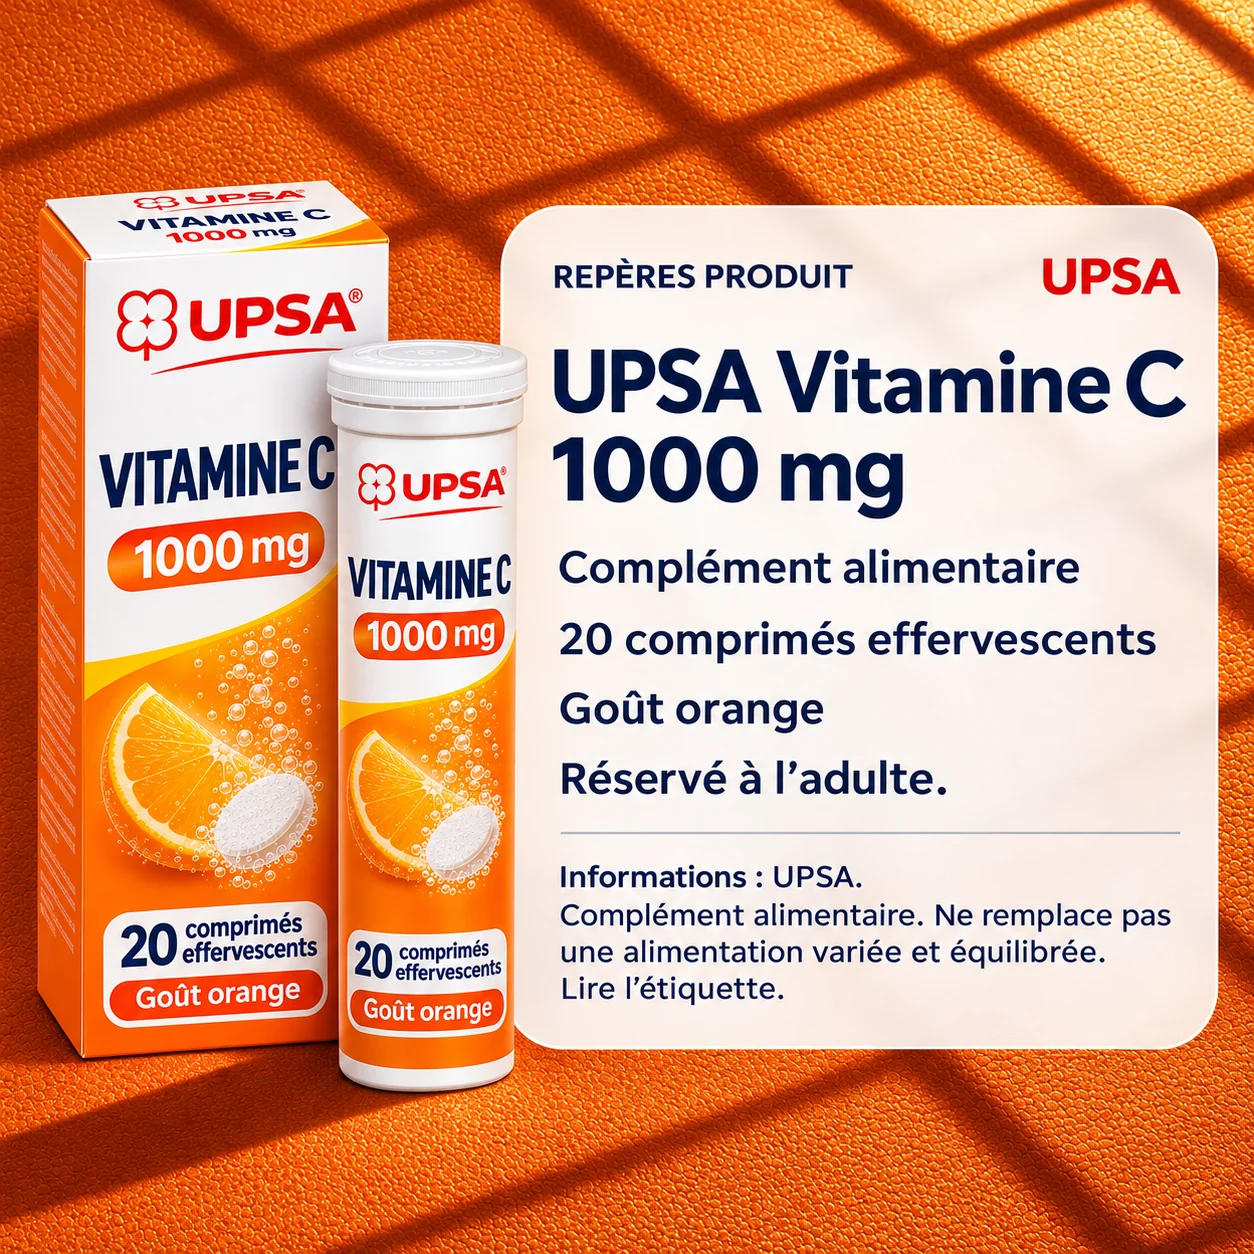 UPSA®
VITAMINE C
1000 mg
UPSA®
VITAMINE C
1000 mg
20 comprimés
effervescents
Goût orange
UPSA®
VITAMINE C
1000 mg
20 comprimés
effervescents
Goût orange
REPÈRES PRODUIT
UPSA
UPSA Vitamine C
1000 mg
Complément alimentaire
20 comprimés effervescents
Goût orange
Réservé à l’adulte.
Informations : UPSA.
Complément alimentaire. Ne remplace pas
une alimentation variée et équilibrée.
Lire l’étiquette.